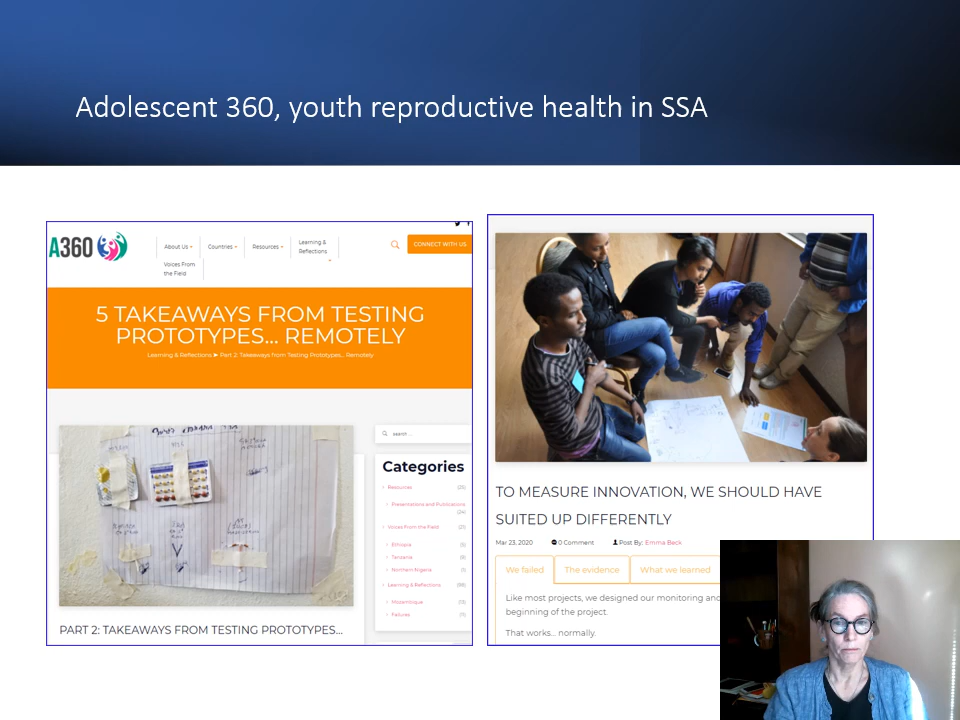 Adolescent 360, youth reproductive health in SSA
A360
About Us
Countries
Resources
Learning &
Reflections
Voices From
the Field
CONNECT WITH US
5 TAKEAWAYS FROM TESTING
PROTOTYPES... REMOTELY
Learning & Reflections ➤ Part 2: Takeaways from Testing Prototypes... Remotely
search ...
Categories
Resources
Presentations and Publications
(24)
Voices From the Field
Ethiopia
Tanzania
Northern Nigeria
Learning & Reflections
Mozambique
Failures
PART 2: TAKEAWAYS FROM TESTING PROTOTYPES...
TO MEASURE INNOVATION, WE SHOULD HAVE
SUITED UP DIFFERENTLY
Mar 23, 2020 0 Comment Post By: Emma Beck
We failed The evidence What we learned
Like most projects, we designed our monitoring and
beginning of the project.
That works... normally.